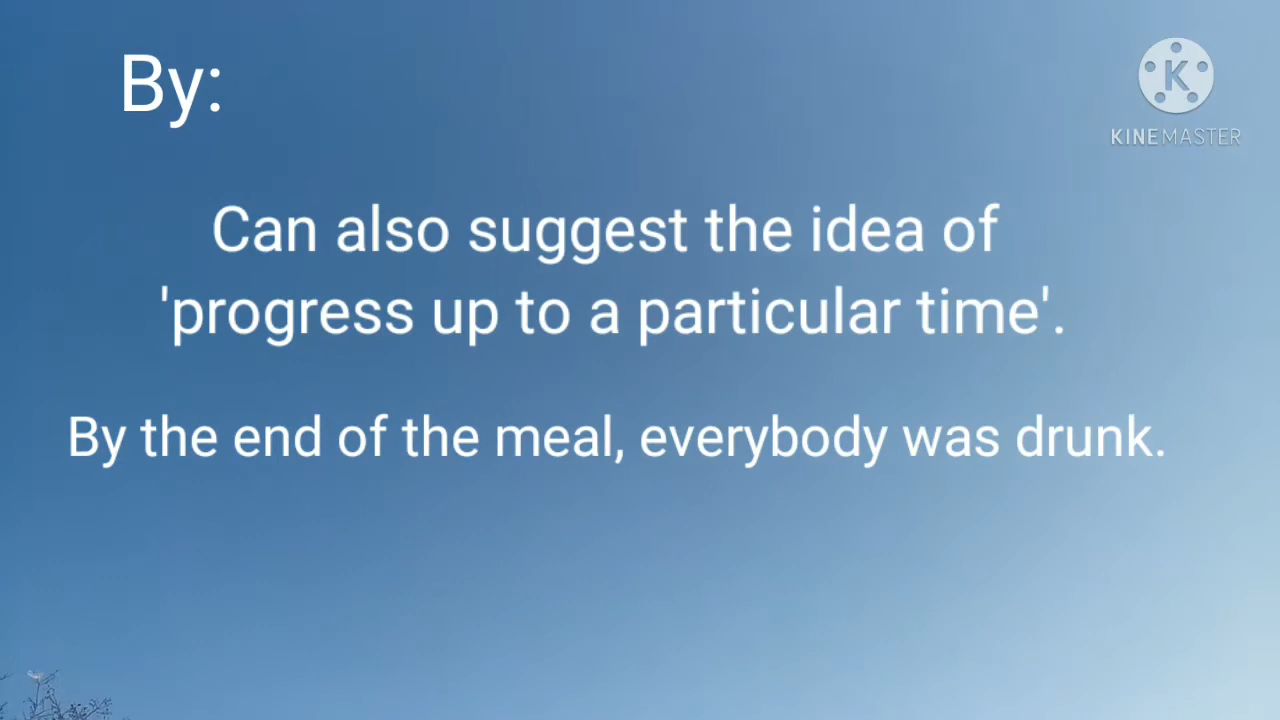 By:
K
KINEMASTER
Can also suggest the idea of
'progress up to a particular time'.
By the end of the meal, everybody was drunk.